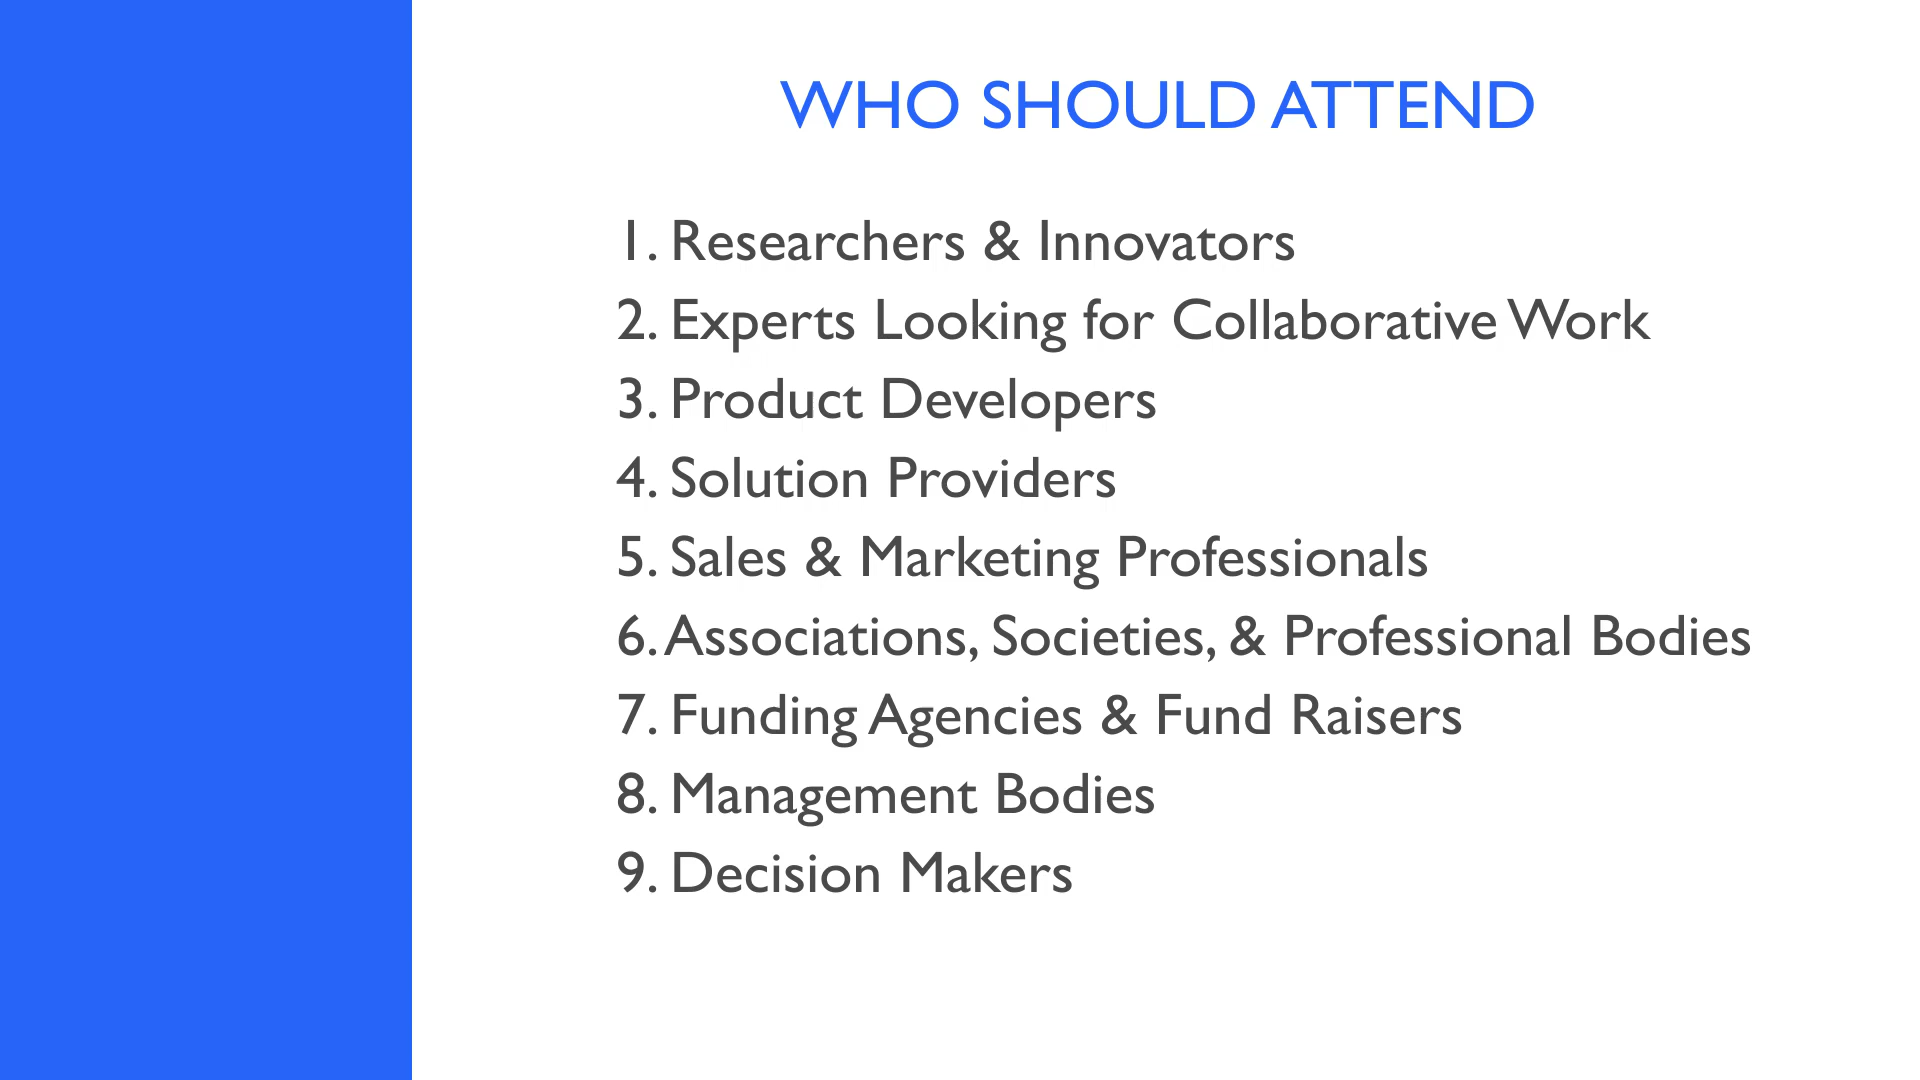 WHO SHOULD ATTEND
1. Researchers & Innovators
2. Experts Looking for Collaborative Work
3. Product Developers
4. Solution Providers
5. Sales & Marketing Professionals
6. Associations, Societies, & Professional Bodies
7. Funding Agencies & Fund Raisers
8. Management Bodies
9. Decision Makers